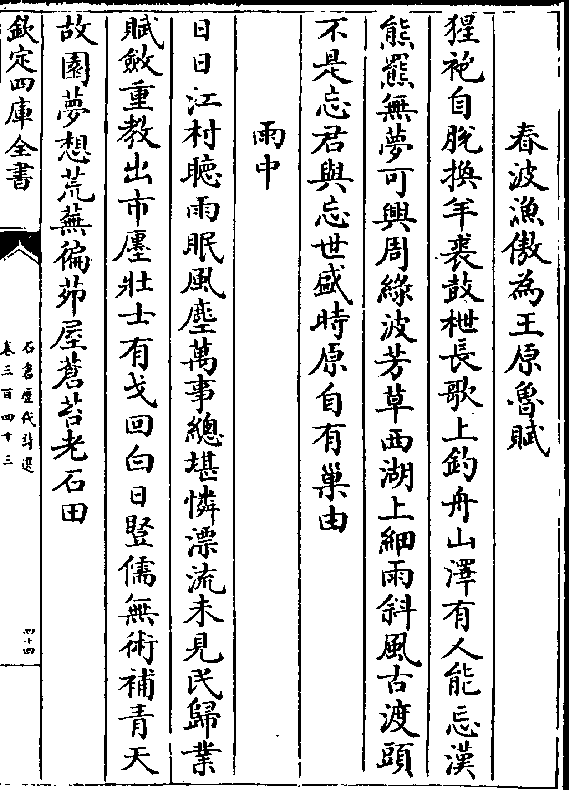 春波漁傲為王原魯賦
猩袍自脫換羊裘鼓枻長歌上釣舟山澤有人能忘漢
熊羆無夢可興周綠波芳草西湖上細雨斜風古渡頭
不是忘君與忘世盛時原自有巢由
雨中
日日江村聽雨眠風塵萬事總堪憐漂流未見民歸業
賦斂重教出市廛壯士有戈回白日豎儒無術補青天
故園夢想荒蕪徧茆屋蒼苔老石田
欽定四庫全書
石倉歷代詩選
卷三百四十三
四十四